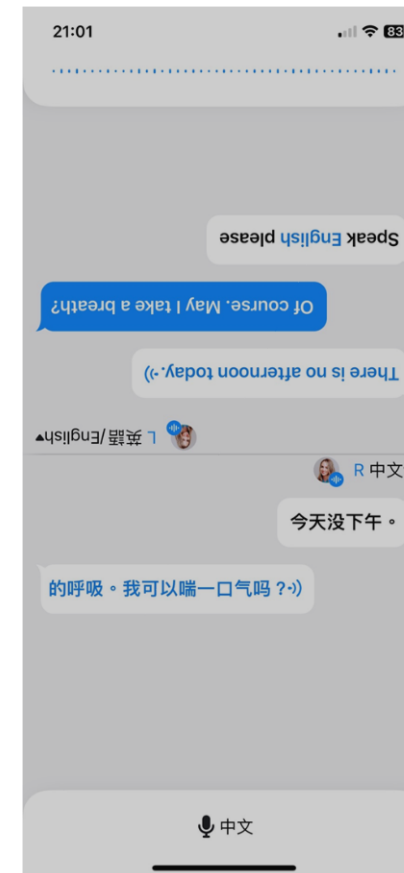 21:01
83
Speak English please
Of course. May I take a breath?
There is no afternoon today.
L 英語/English
R 中文
今天没下午。
的呼吸。我可以喘一口气吗?
中文